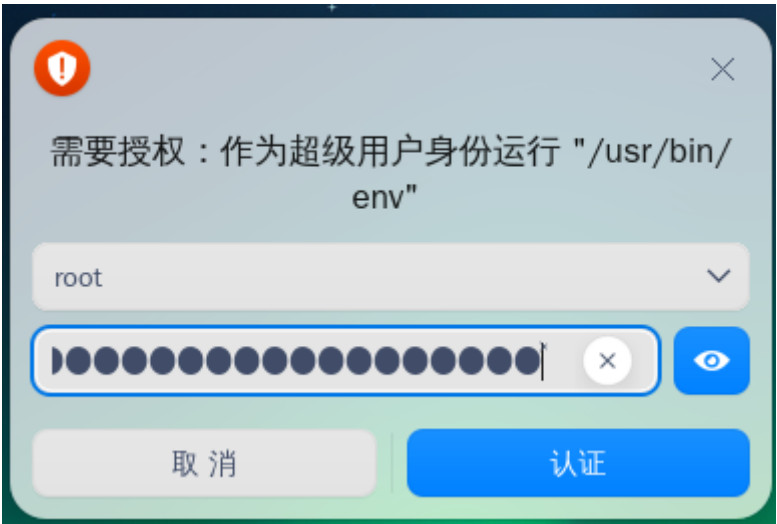 需要授权：作为超级用户身份运行 "/usr/bin/
env"
root
取 消
认证